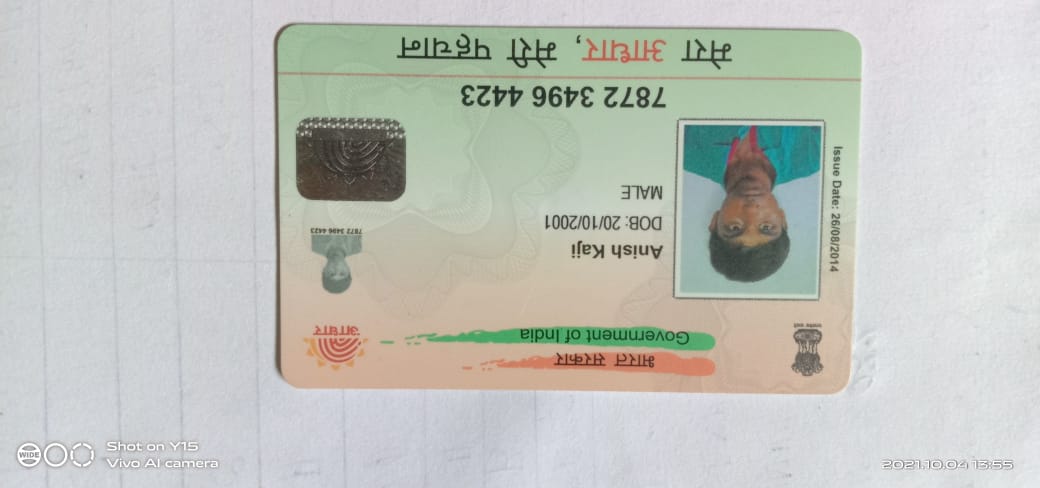 भारत सरकार
Government of India
आधार
Anish Kaji
DOB: 20/10/2001
MALE
7872 3496 4423
7872 3496 4423
Issue Date: 26/08/2014
मेरा आधार, मेरी पहचान
WIDE
Shot on Y15
Vivo AI camera
2021.10.04 13:55